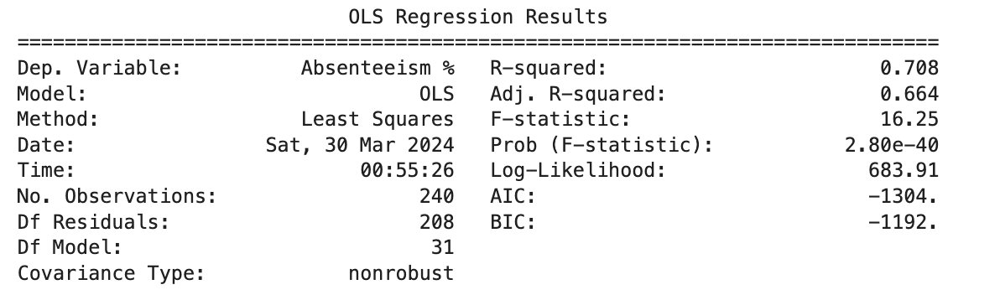 OLS Regression Results
==============================================================================
Dep. Variable: Absenteeism % R-squared: 0.708
Model: OLS Adj. R-squared: 0.664
Method: Least Squares F-statistic: 16.25
Date: Sat, 30 Mar 2024 Prob (F-statistic): 2.80e-40
Time: 00:55:26 Log-Likelihood: 683.91
No. Observations: 240 AIC: -1304.
Df Residuals: 208 BIC: -1192.
Df Model: 31
Covariance Type: nonrobust